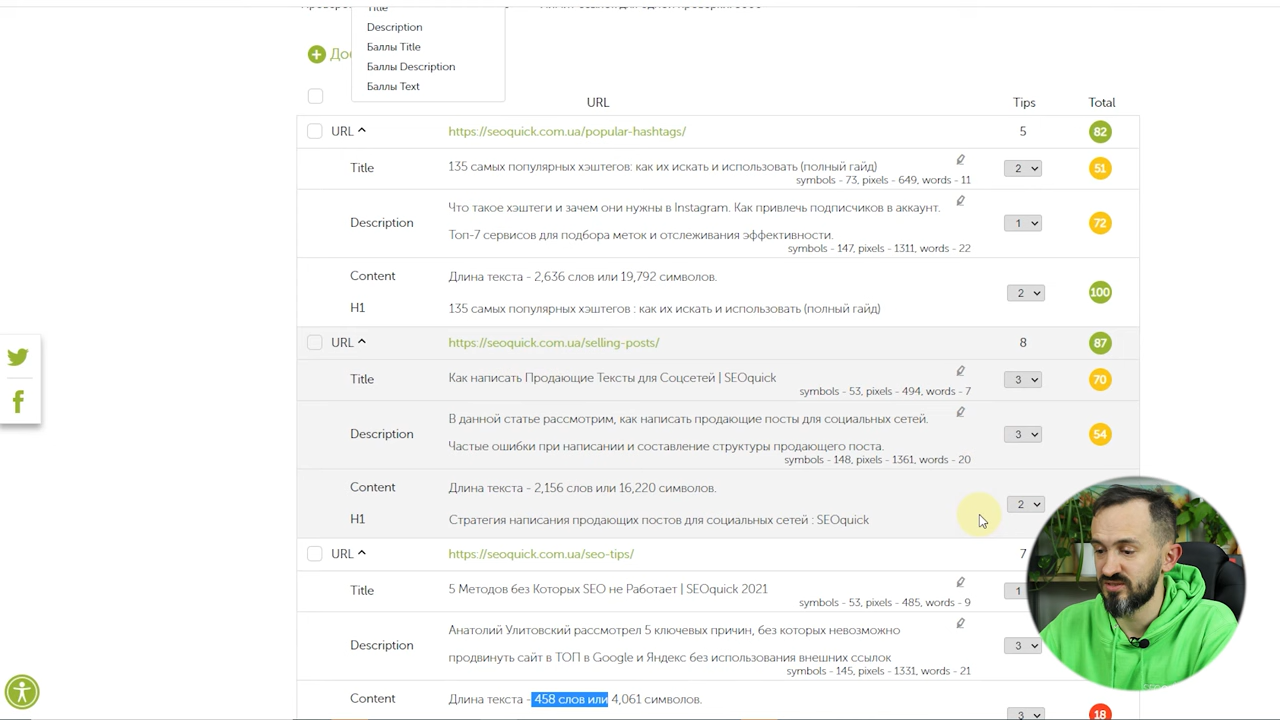 Title
Description
Баллы Title
Баллы Description
Баллы Text
URL
Tips
Total
URL
https://seoquick.com.ua/popular-hashtags/
5
82
Title
135 самых популярных хэштегов: как их искать и использовать (полный гайд)
symbols - 73, pixels - 649, words - 11
2
51
Description
Что такое хэштеги и зачем они нужны в Instagram. Как привлечь подписчиков в аккаунт.
Топ-7 сервисов для подбора меток и отслеживания эффективности.
symbols - 147, pixels - 1311, words - 22
1
72
Content
Длина текста - 2,636 слов или 19,792 символов.
H1
135 самых популярных хэштегов : как их искать и использовать (полный гайд)
2
100
URL
https://seoquick.com.ua/selling-posts/
8
87
Title
Как написать Продающие Тексты для Соцсетей | SEOquick
symbols - 53, pixels - 494, words - 7
3
70
Description
В данной статье рассмотрим, как написать продающие посты для социальных сетей.
Частые ошибки при написании и составление структуры продающего поста.
symbols - 148, pixels - 1361, words - 20
3
54
Content
Длина текста - 2,156 слов или 16,220 символов.
H1
Стратегия написания продающих постов для социальных сетей : SEOquick
2
URL
https://seoquick.com.ua/seo-tips/
7
Title
5 Методов без Которых SEO не Работает | SEOquick 2021
symbols - 53, pixels - 485, words - 9
1
Description
Анатолий Улитовский рассмотрел 5 ключевых причин, без которых невозможно
продвинуть сайт в ТОП в Google и Яндекс без использования внешних ссылок
symbols - 145, pixels - 1331, words - 21
3
Content
Длина текста - 458 слов или 4,061 символов.
3
18